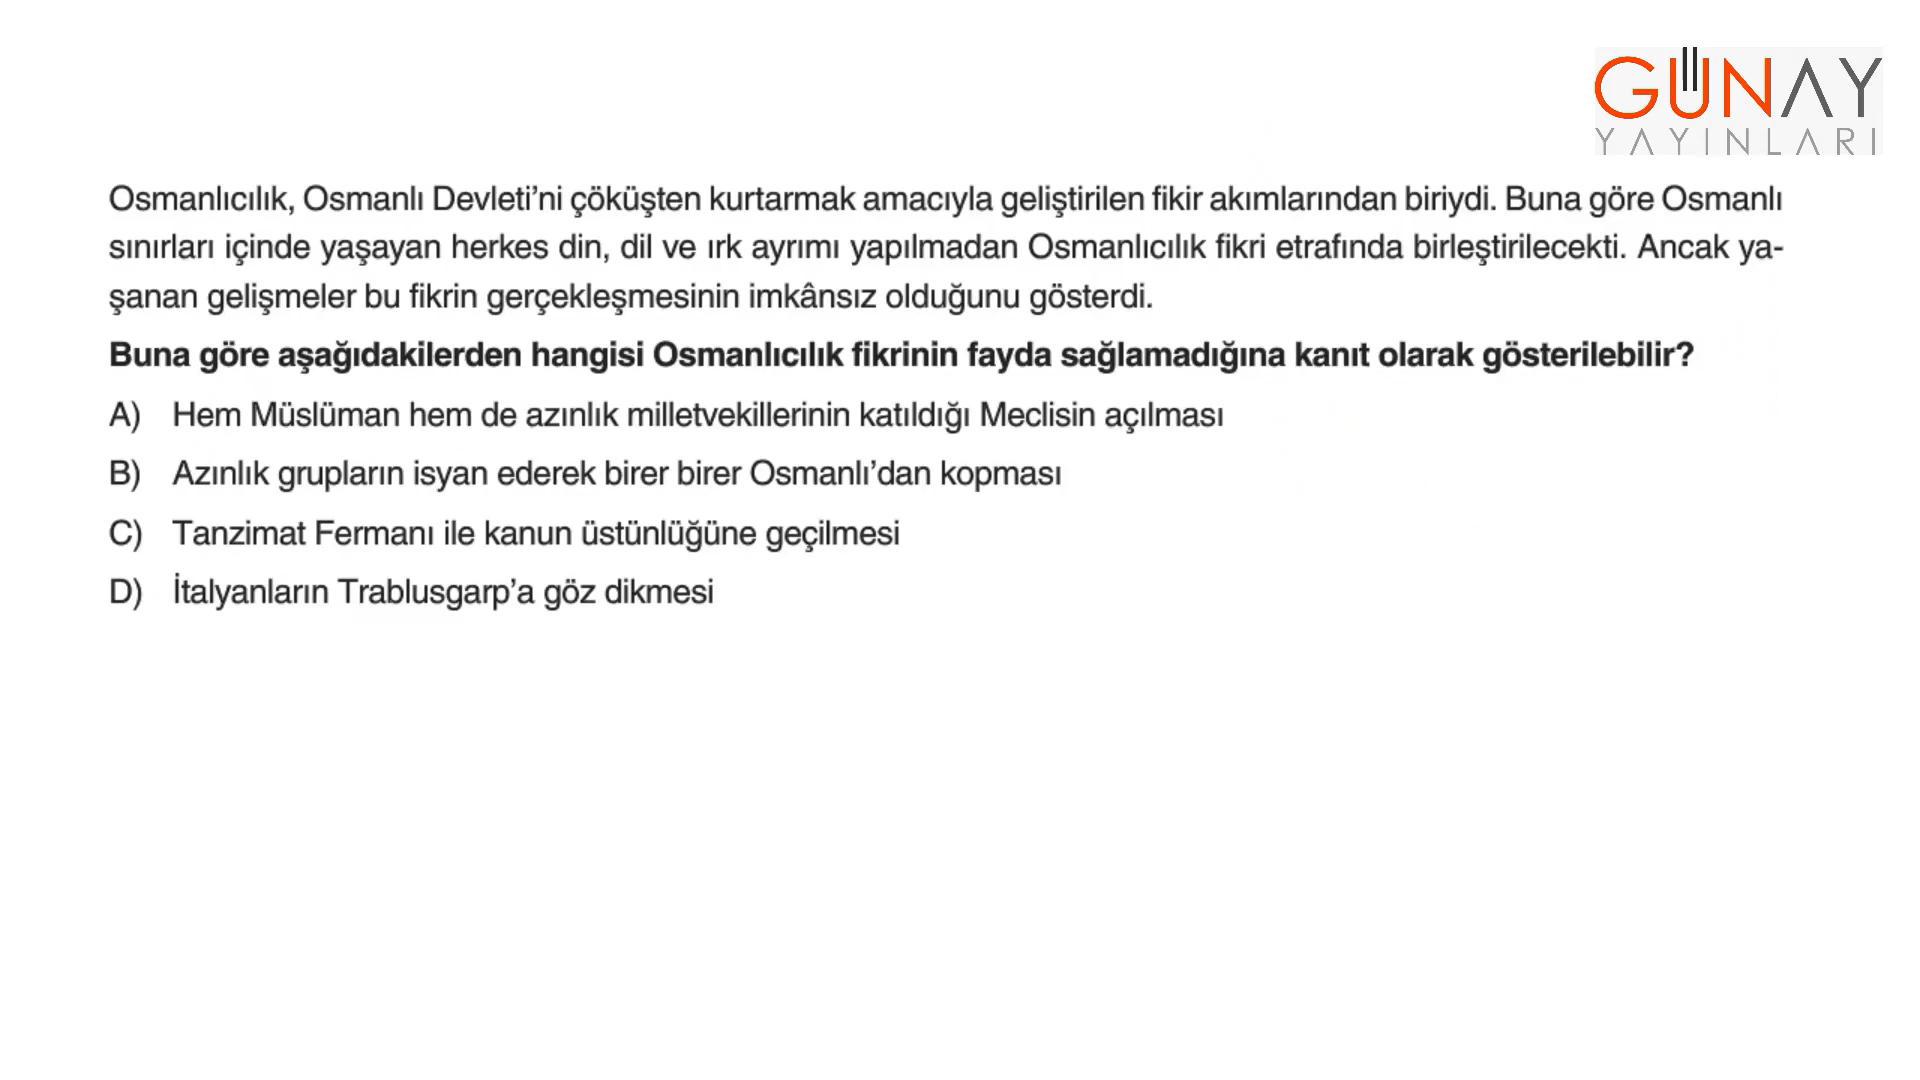 GÜNAY
YAYINLARI
Osmanlıcılık, Osmanlı Devleti’ni çöküşten kurtarmak amacıyla geliştirilen fikir akımlarından biriydi. Buna göre Osmanlı
sınırları içinde yaşayan herkes din, dil ve ırk ayrımı yapılmadan Osmanlıcılık fikri etrafında birleştirilecekti. Ancak ya-
şanan gelişmeler bu fikrin gerçekleşmesinin imkânsız olduğunu gösterdi.
Buna göre aşağıdakilerden hangisi Osmanlıcılık fikrinin fayda sağlamadığına kanıt olarak gösterilebilir?
A) Hem Müslüman hem de azınlık milletvekillerinin katıldığı Meclisin açılması
B) Azınlık grupların isyan ederek birer birer Osmanlı’dan kopması
C) Tanzimat Fermanı ile kanun üstünlüğüne geçilmesi
D) İtalyanların Trablusgarp’a göz dikmesi